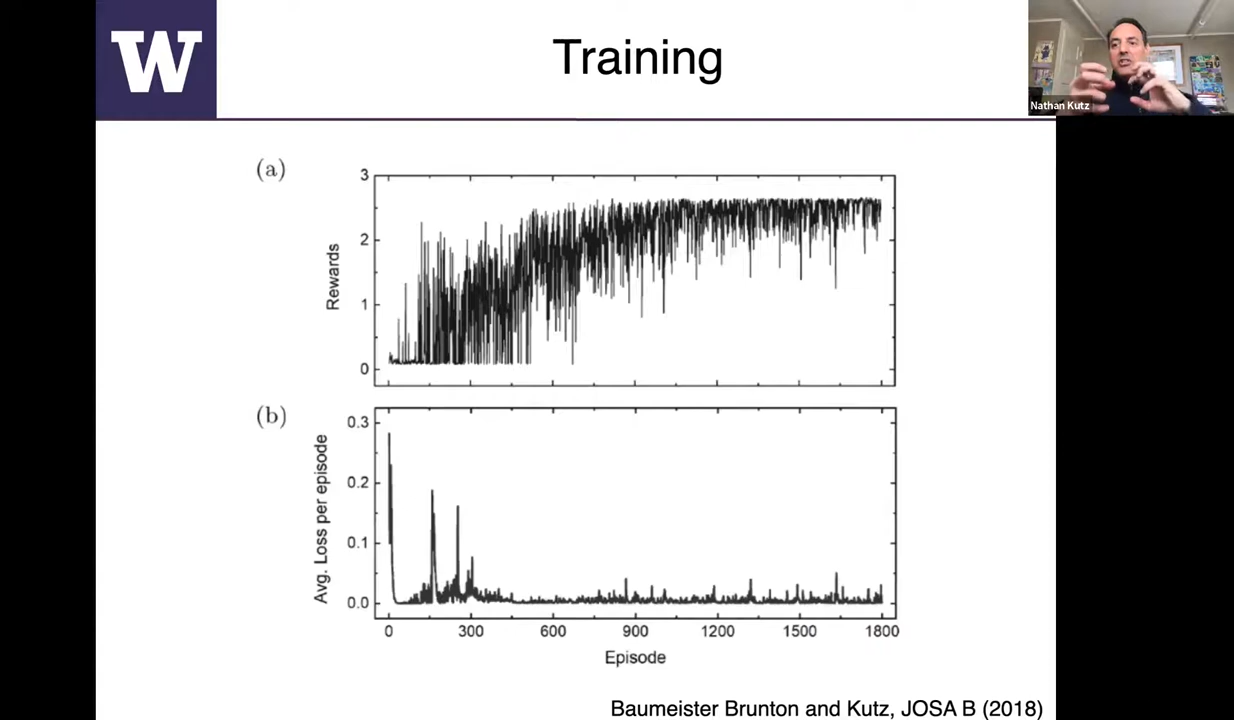 W
Training
Nathan Kutz
(a)
3
2
1
0
Rewards
(b)
0.3
0.2
0.1
0.0
Avg. Loss per episode
0 300 600 900 1200 1500 1800
Episode
Baumeister Brunton and Kutz, JOSA B (2018)